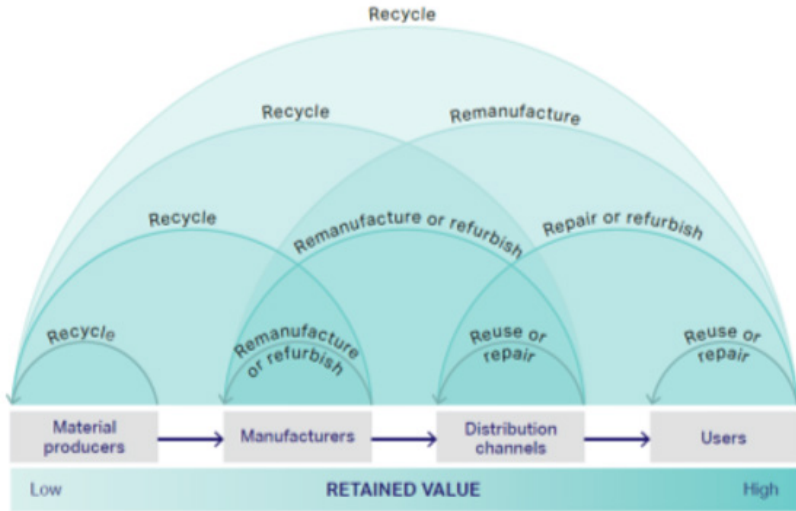 Recycle
Recycle
Remanufacture
Recycle
Remanufacture or refurbish
Repair or refurbish
Recycle
Remanufacture
or refurbish
Reuse or
repair
Reuse or
repair
Material
producers
Manufacturers
Distribution
channels
Users
Low
RETAINED VALUE
High